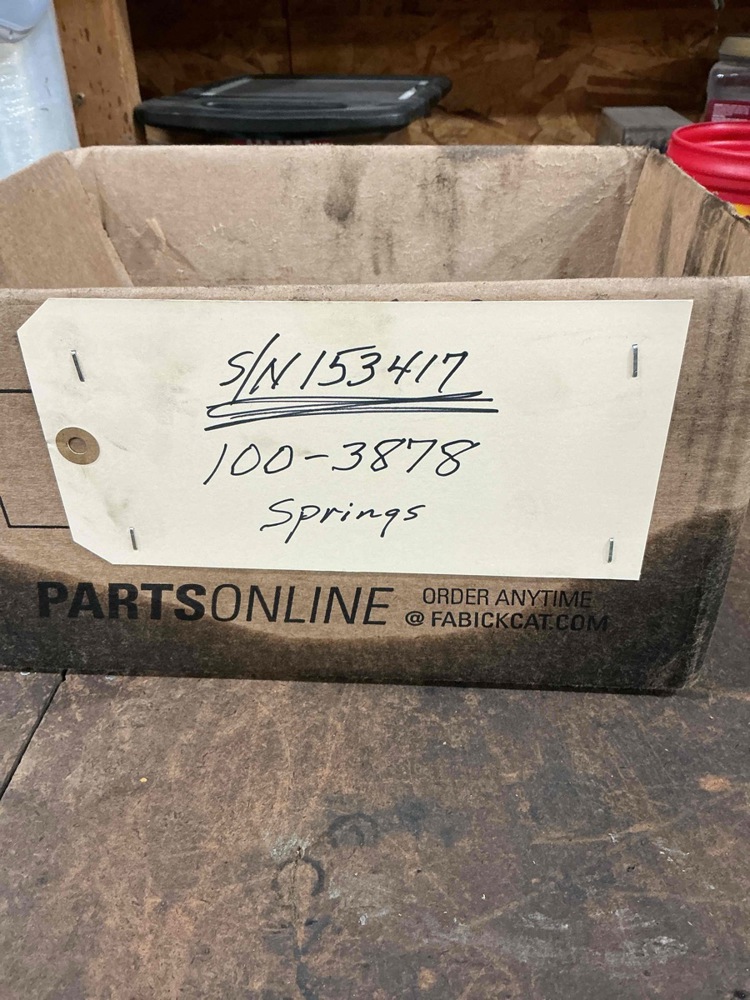 S/N 153417
100-3878
Springs
PARTSONLINE
ORDER ANYTIME
@ FABICKCAT.COM